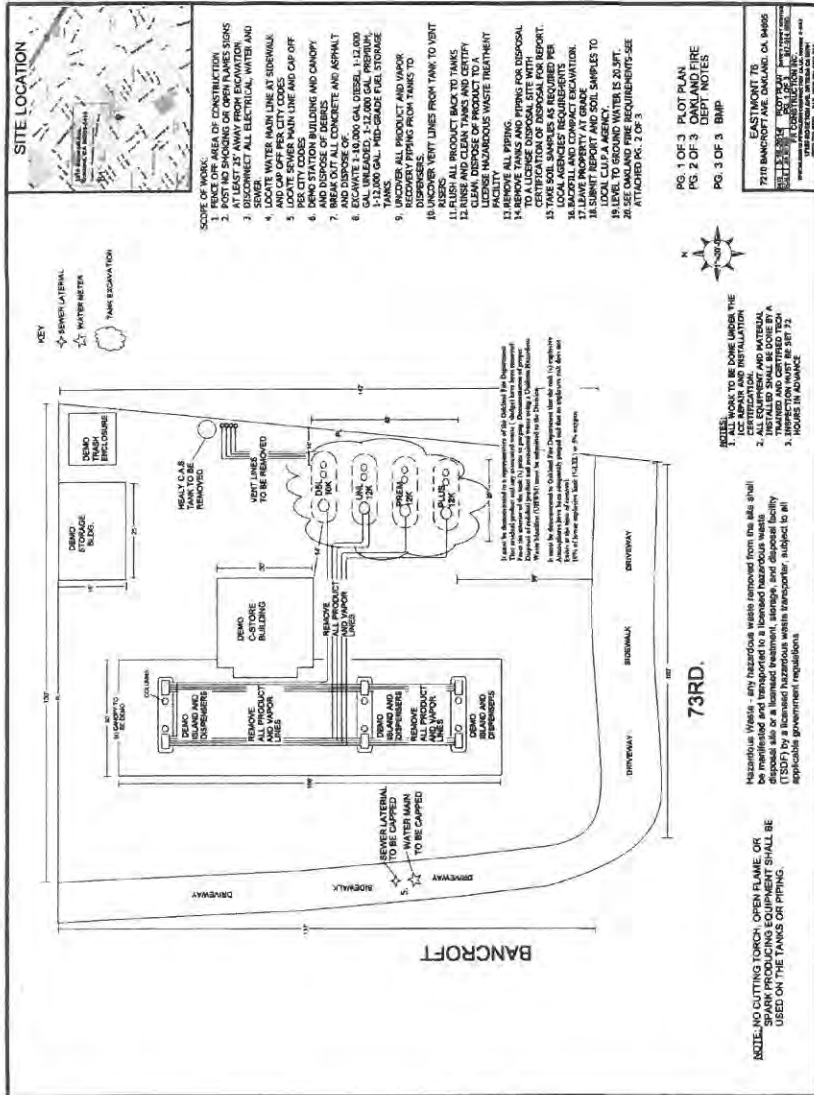 SITE LOCATION
SCOPE OF WORK:
1. FENCE OFF AREA OF CONSTRUCTION
2. POST NO SMOKING OR OPEN FLAMES SIGNS
AT LEAST 25' AWAY FROM EXCAVATION
3. DISCONNECT ALL ELECTRICAL, WATER AND
SEWER
4. LOCATE WATER MAIN LINE AT SIDEWALK
AND CAP OFF PER CITY CODES
5. LOCATE SEWER MAIN LINE AND CAP OFF
PER CITY CODES
6. DEMO STATION BUILDING AND CANOPY
AND DISPOSE OF DEBRIES
7. BREAK OUT ALL CONCRETE AND ASPHALT
AND DISPOSE OF.
8. EXCAVATE 1-10,000 GAL DIESEL, 1-12,000
GAL UNLEADED, 1-12,000 GAL. PREMIUM,
1-12,000 GAL. MID-GRADE FUEL STORAGE
TANKS.
9. UNCOVER ALL PRODUCT AND VAPOR
RECOVERY PIPING FROM TANKS TO
DISPENSERS.
10. UNCOVER VENT LINES FROM TANK TO VENT
RISERS
11. FLUSH ALL PRODUCT BACK TO TANKS
12. RINSE AND CLEAN TANKS AND CERTIFY
CLEAN. DISPOSE OF PRODUCT TO A
LICENSE HAZARDOUS WASTE TREATMENT
FACILITY
13. REMOVE ALL PIPING.
14. REMOVE TANKS AND PIPING FOR DISPOSAL
TO A LICENSE DISPOSAL SITE WITH
CERTIFICATION OF DISPOSAL FOR REPORT.
15. TAKE SOIL SAMPLES AS REQUIRED PER
LOCAL AGENCIES REQUIREMENTS
16. BACKFILL AND COMPACT EXCAVATION.
17. LEAVE PROPERTY AT GRADE
18. SUBMIT REPORT AND SOIL SAMPLES TO
LOCAL C.U.P.A AGENCY.
19. LEVEL TO GROUND WATER IS 20.5FT.
20. SEE OAKLAND FIRE REQUIREMENTS-SEE
ATTACHED PG. 2 OF 3
PG. 1 OF 3 PLOT PLAN
PG. 2 OF 3 OAKLAND FIRE
DEPT. NOTES
PG. 3 OF 3 BMP
EASTMONT 76
7210 BANCROFT AVE. OAKLAND, CA. 94605
PLOT PLAN
PG. 1 OF 3
KEY
SEWER LATERIAL
WATER METER
TANK EXCAVATION
DEMO
TRASH
ENCLOSURE
DEMO
STORAGE
BLDG.
25'
HEALY C.A.S
TANK TO BE
REMOVED
VENT LINES
TO BE REMOVED
DSL
10K
UNL
12K
PREM
12K
PLUS
12K
DEMO
C-STORE
BUILDING
REMOVE
ALL PRODUCT
AND VAPOR
LINES
COLUMNS
DEMO
ISLAND AND
DISPENSERS
REMOVE
ALL PRODUCT
AND VAPOR
LINES
DEMO
ISLAND AND
DISPENSERS
REMOVE
ALL PRODUCT
AND VAPOR
LINES
DEMO
ISLAND AND
DISPENSERS
SEWER LATERIAL
TO BE CAPPED
WATER MAIN
TO BE CAPPED
DRIVEWAY
SIDEWALK
DRIVEWAY
BANCROFT
DRIVEWAY
SIDEWALK
DRIVEWAY
73RD.
N
NOTES:
1. ALL WORK TO BE DONE UNDER THE
ICC REPAIR AND INSTALLATION
CERTIFICATION.
2. ALL EQUIPMENT AND MATERIAL
INSTALLED SHALL BE DONE BY A
TRAINED AND CERTIFIED TECH
3. INSPECTION MUST BE SET 72
HOURS IN ADVANCE
Hazardous Waste - any hazardous waste removed from the site shall
be manifested and transported to a licensed hazardous waste
disposal site or a licensed treatment, storage, and disposal facility
(TSDF) by a licensed hazardous waste transporter, subject to all
applicable government regulations
NOTE: NO CUTTING TORCH, OPEN FLAME, OR
SPARK PRODUCING EQUIPMENT SHALL BE
USED ON THE TANKS OR PIPING.